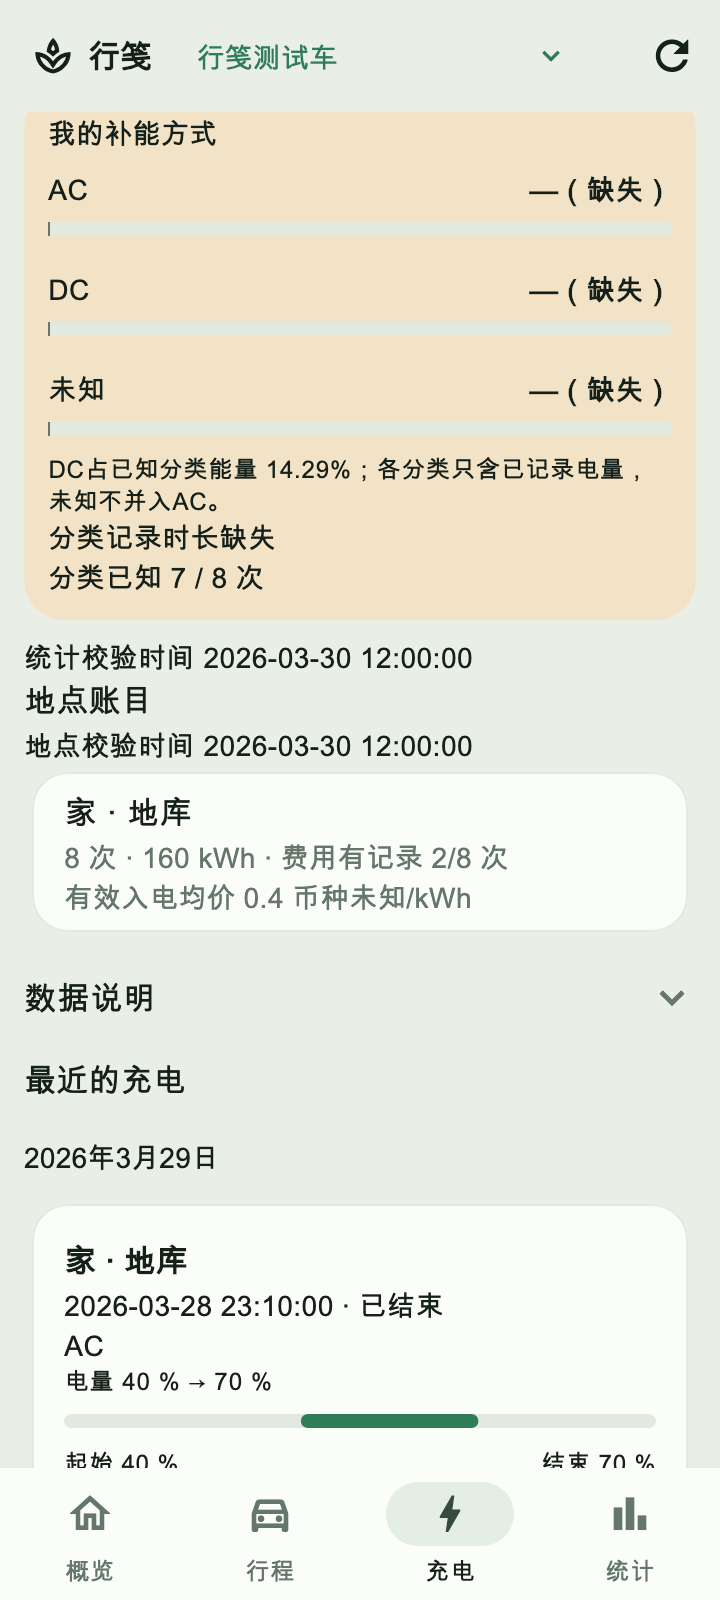 行笺 行笺测试车
我的补能方式
AC — ( 缺失 )
DC — ( 缺失 )
未知 — ( 缺失 )
DC占已知分类能量 14.29%；各分类只含已记录电量，
未知不并入AC。
分类记录时长缺失
分类已知 7 / 8 次
统计校验时间 2026-03-30 12:00:00
地点账目
地点校验时间 2026-03-30 12:00:00
家 · 地库
8 次 · 160 kWh · 费用有记录 2/8 次
有效入电均价 0.4 币种未知/kWh
数据说明
最近的充电
2026年3月29日
家 · 地库
2026-03-28 23:10:00 · 已结束
AC
电量 40 % → 70 %
起始 40 % 结束 70 %
概览 行程 充电 统计